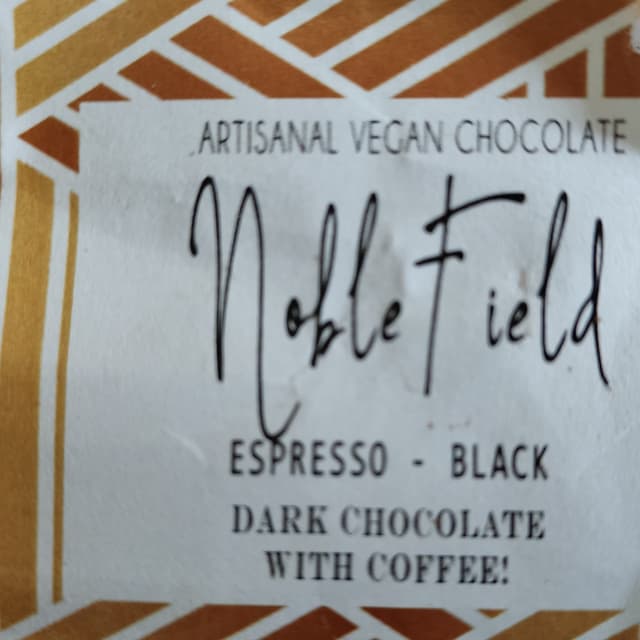 ARTISANAL VEGAN CHOCOLATE
Noble Field
ESPRESSO - BLACK
DARK CHOCOLATE
WITH COFFEE!